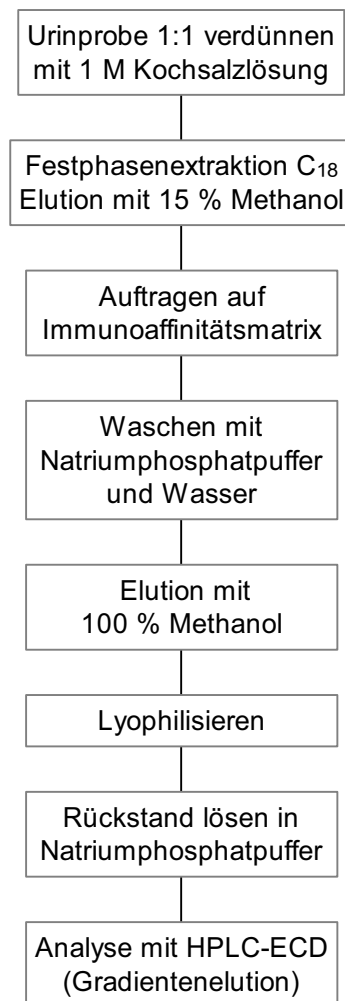 Urinprobe 1:1 verdünnen
mit 1 M Kochsalzlösung
Festphasenextraktion C₁₈
Elution mit 15 % Methanol
Auftragen auf
Immunoaffinitätsmatrix
Waschen mit
Natriumphosphatpuffer
und Wasser
Elution mit
100 % Methanol
Lyophilisieren
Rückstand lösen in
Natriumphosphatpuffer
Analyse mit HPLC-ECD
(Gradientenelution)